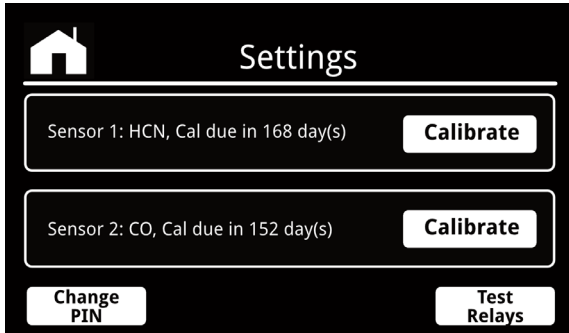 Settings
Sensor 1: HCN, Cal due in 168 day(s)
Calibrate
Sensor 2: CO, Cal due in 152 day(s)
Calibrate
Change
PIN
Test
Relays